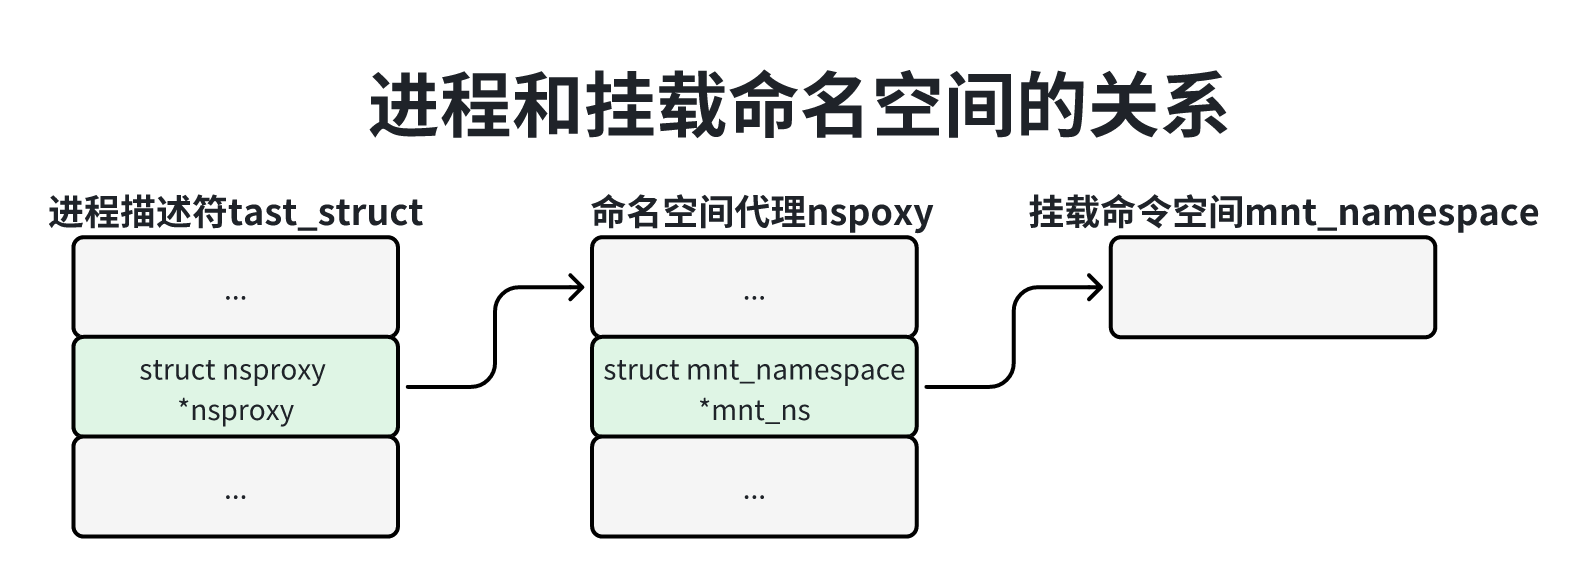 进程和挂载命名空间的关系
进程描述符tast_struct
命名空间代理nspoxy
挂载命令空间mnt_namespace
...
struct nsproxy
*nsproxy
...
...
struct mnt_namespace
*mnt_ns
...